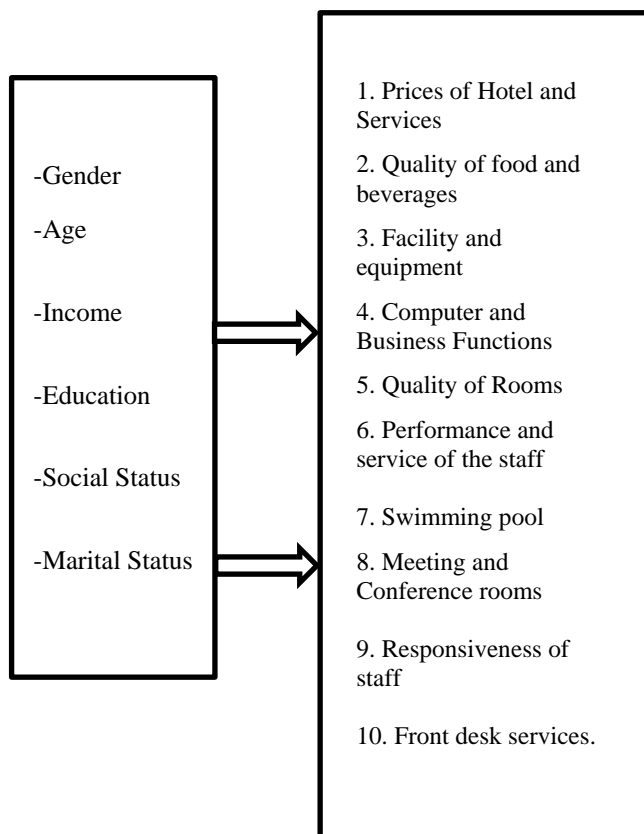 -Gender
-Age
-Income
-Education
-Social Status
-Marital Status
1. Prices of Hotel and
Services
2. Quality of food and
beverages
3. Facility and
equipment
4. Computer and
Business Functions
5. Quality of Rooms
6. Performance and
service of the staff
7. Swimming pool
8. Meeting and
Conference rooms
9. Responsiveness of
staff
10. Front desk services.